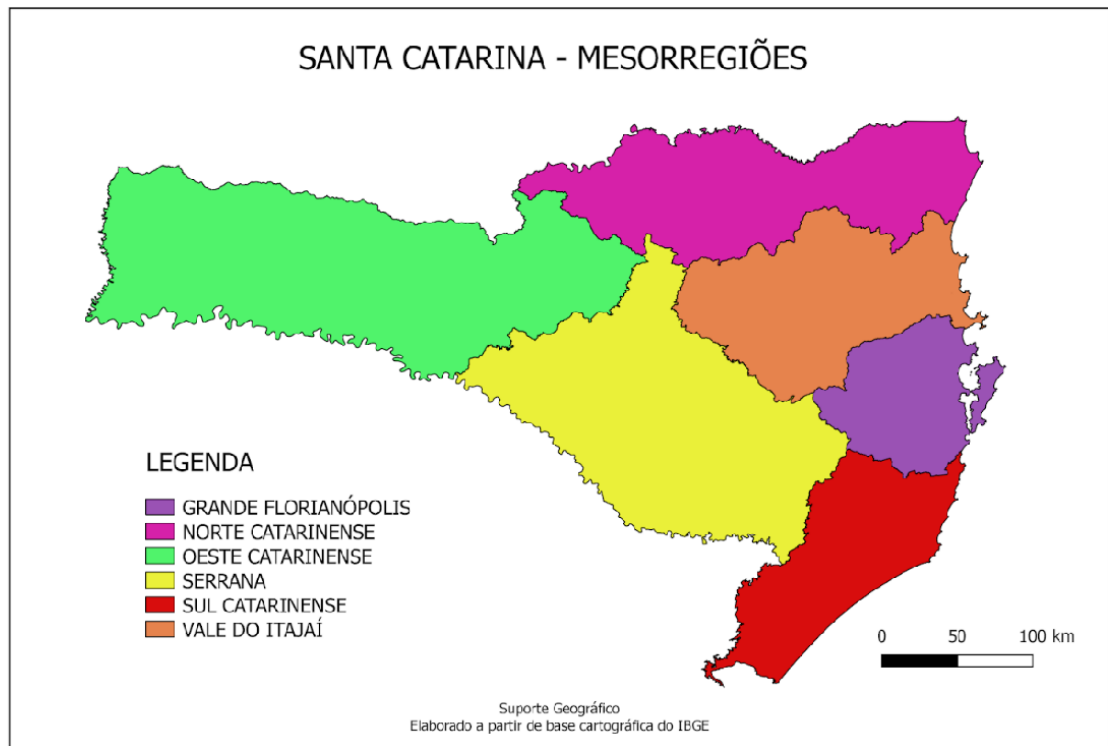 SANTA CATARINA - MESORREGIÕES
LEGENDA
GRANDE FLORIANÓPOLIS
NORTE CATARINENSE
OESTE CATARINENSE
SERRANA
SUL CATARINENSE
VALE DO ITAJAÍ
0 50 100 km
Suporte Geográfico
Elaborado a partir de base cartográfica do IBGE